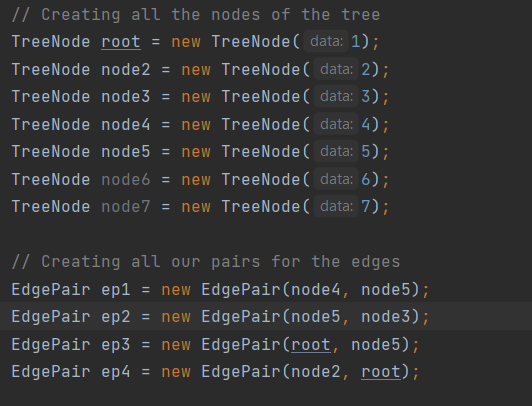 // Creating all the nodes of the tree
TreeNode root = new TreeNode( data: 1);
TreeNode node2 = new TreeNode( data: 2);
TreeNode node3 = new TreeNode( data: 3);
TreeNode node4 = new TreeNode( data: 4);
TreeNode node5 = new TreeNode( data: 5);
TreeNode node6 = new TreeNode( data: 6);
TreeNode node7 = new TreeNode( data: 7);
// Creating all our pairs for the edges
EdgePair ep1 = new EdgePair(node4, node5);
EdgePair ep2 = new EdgePair(node5, node3);
EdgePair ep3 = new EdgePair(root, node5);
EdgePair ep4 = new EdgePair(node2, root);